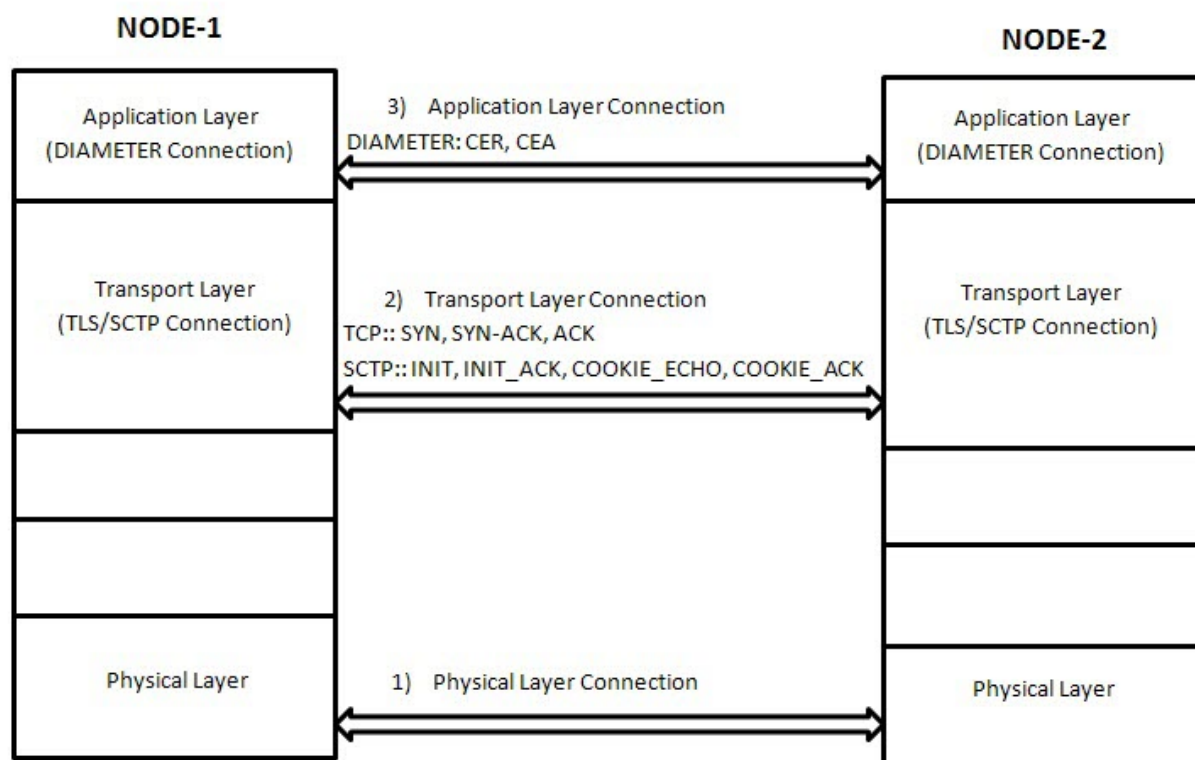 NODE-1
NODE-2
Application Layer
(DIAMETER Connection)
3) Application Layer Connection
DIAMETER: CER, CEA
Application Layer
(DIAMETER Connection)
Transport Layer
(TLS/SCTP Connection)
2) Transport Layer Connection
TCP:: SYN, SYN-ACK, ACK
SCTP:: INIT, INIT_ACK, COOKIE_ECHO, COOKIE_ACK
Transport Layer
(TLS/SCTP Connection)
Physical Layer
1) Physical Layer Connection
Physical Layer